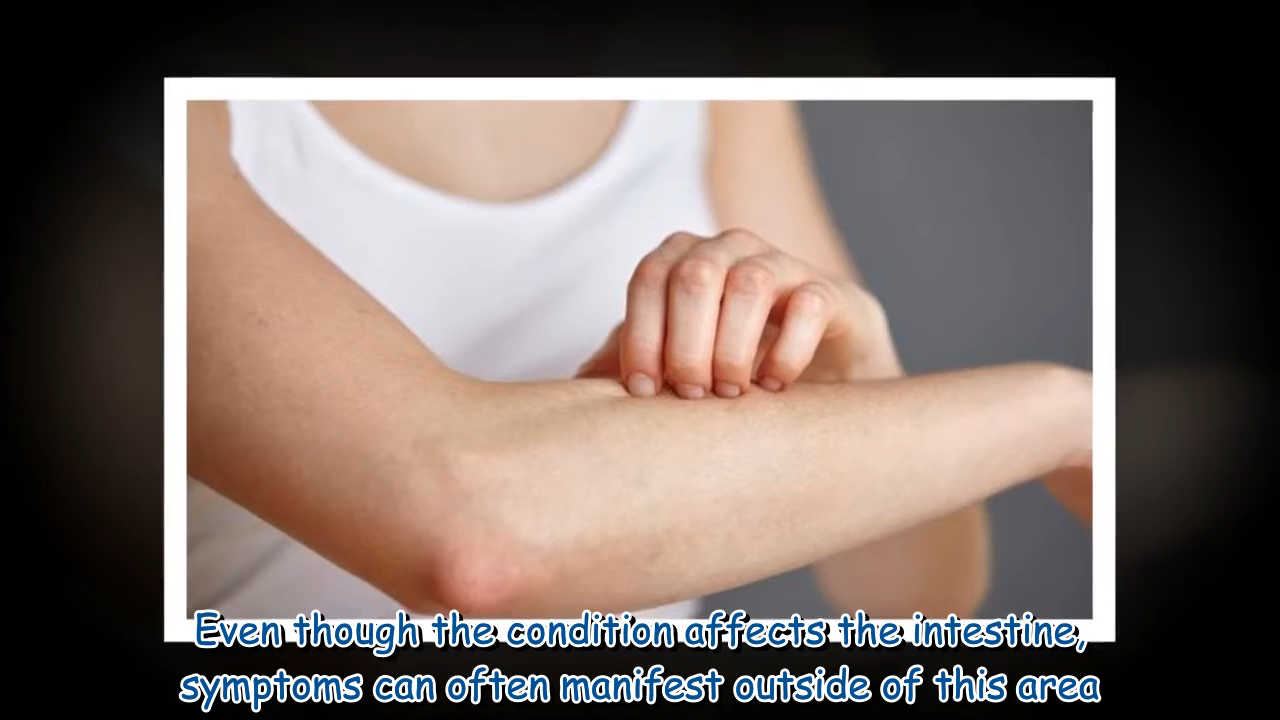 Even though the condition affects the intestine,
symptoms can often manifest outside of this area